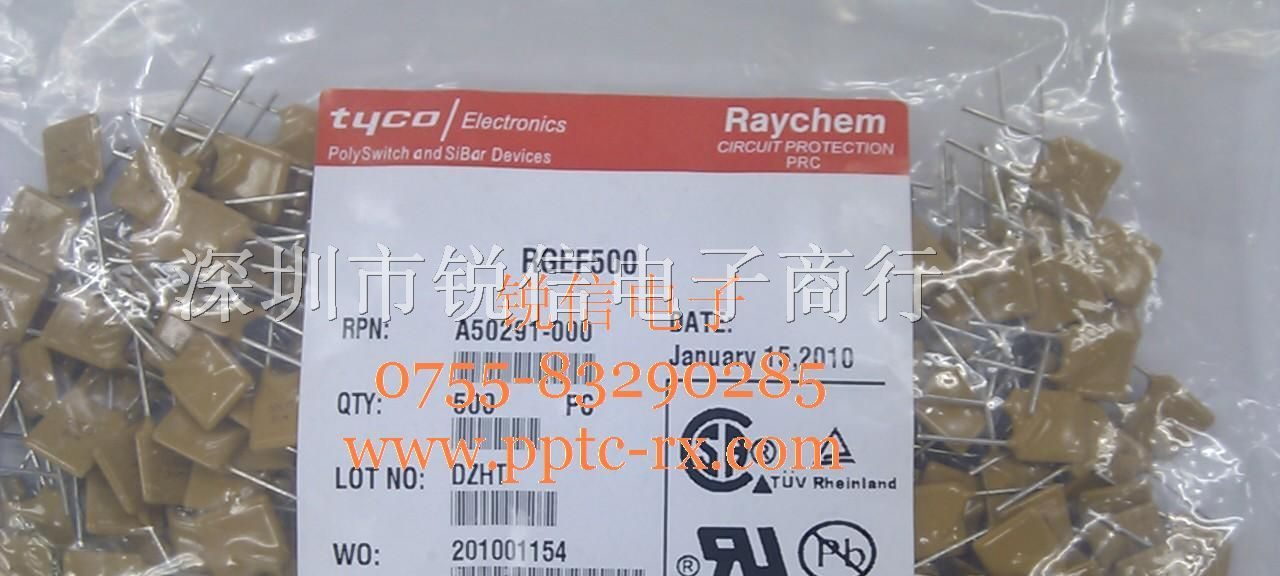 tyco / Electronics
PolySwitch and SiBar Devices
Raychem
CIRCUIT PROTECTION
PRC
RGEF500
深圳市锐信电子商行
锐信电子
RPN: A50291-000
DATE:
January 15,2010
0755-83290285
QTY: 500 PC
www.pptc-rx.com
LOT NO: DZHT
TÜV Rheinland
WO: 201001154
Pb